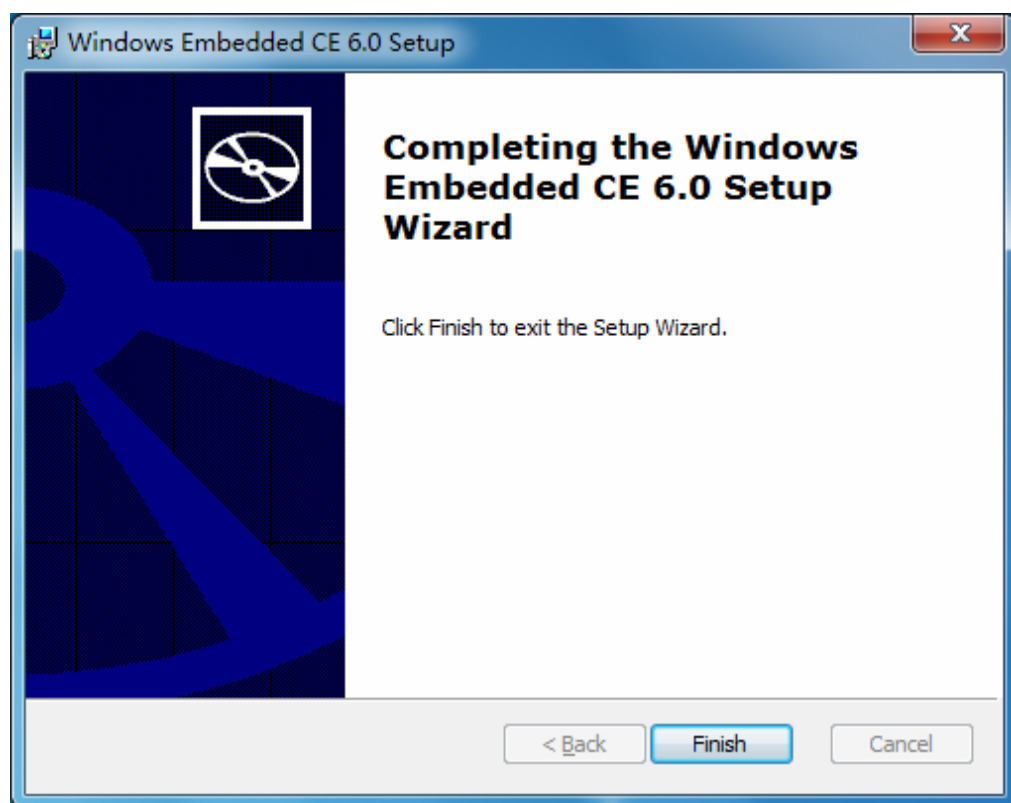 Windows Embedded CE 6.0 Setup
Completing the Windows
Embedded CE 6.0 Setup
Wizard
Click Finish to exit the Setup Wizard.
< Back
Finish
Cancel